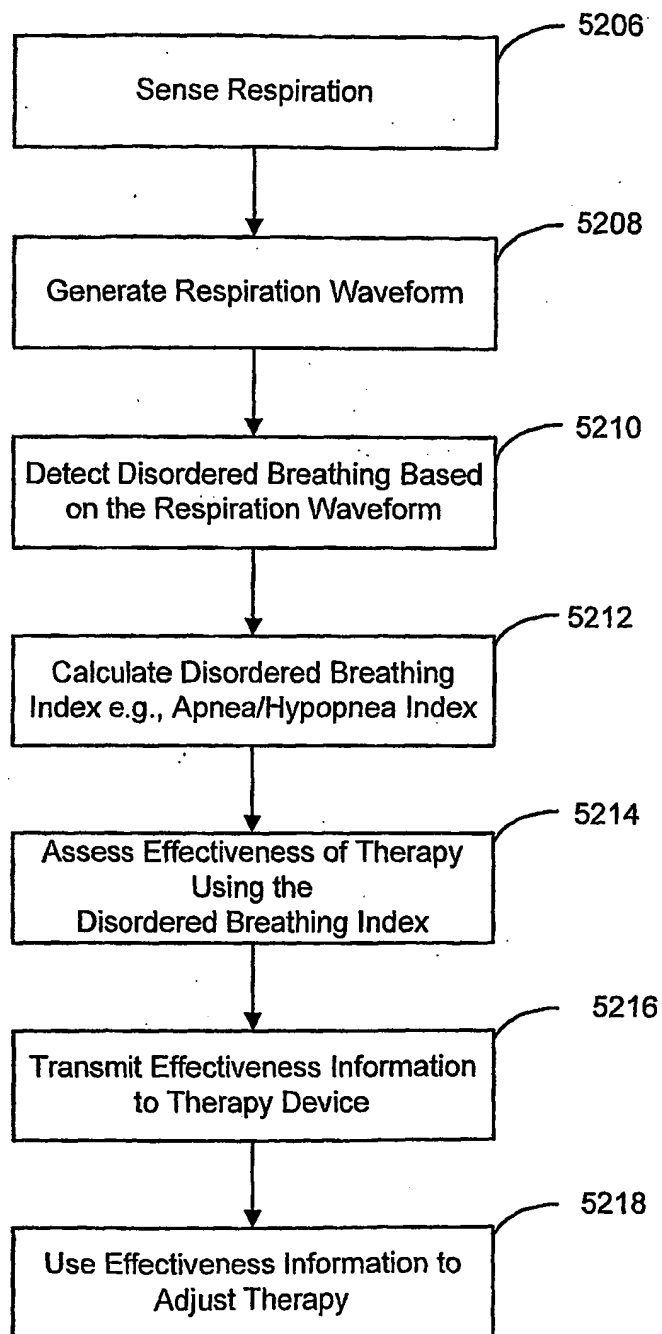 5206
Sense Respiration
5208
Generate Respiration Waveform
5210
Detect Disordered Breathing Based
on the Respiration Waveform
5212
Calculate Disordered Breathing
Index e.g., Apnea/Hypopnea Index
5214
Assess Effectiveness of Therapy
Using the
Disordered Breathing Index
5216
Transmit Effectiveness Information
to Therapy Device
5218
Use Effectiveness Information to
Adjust Therapy